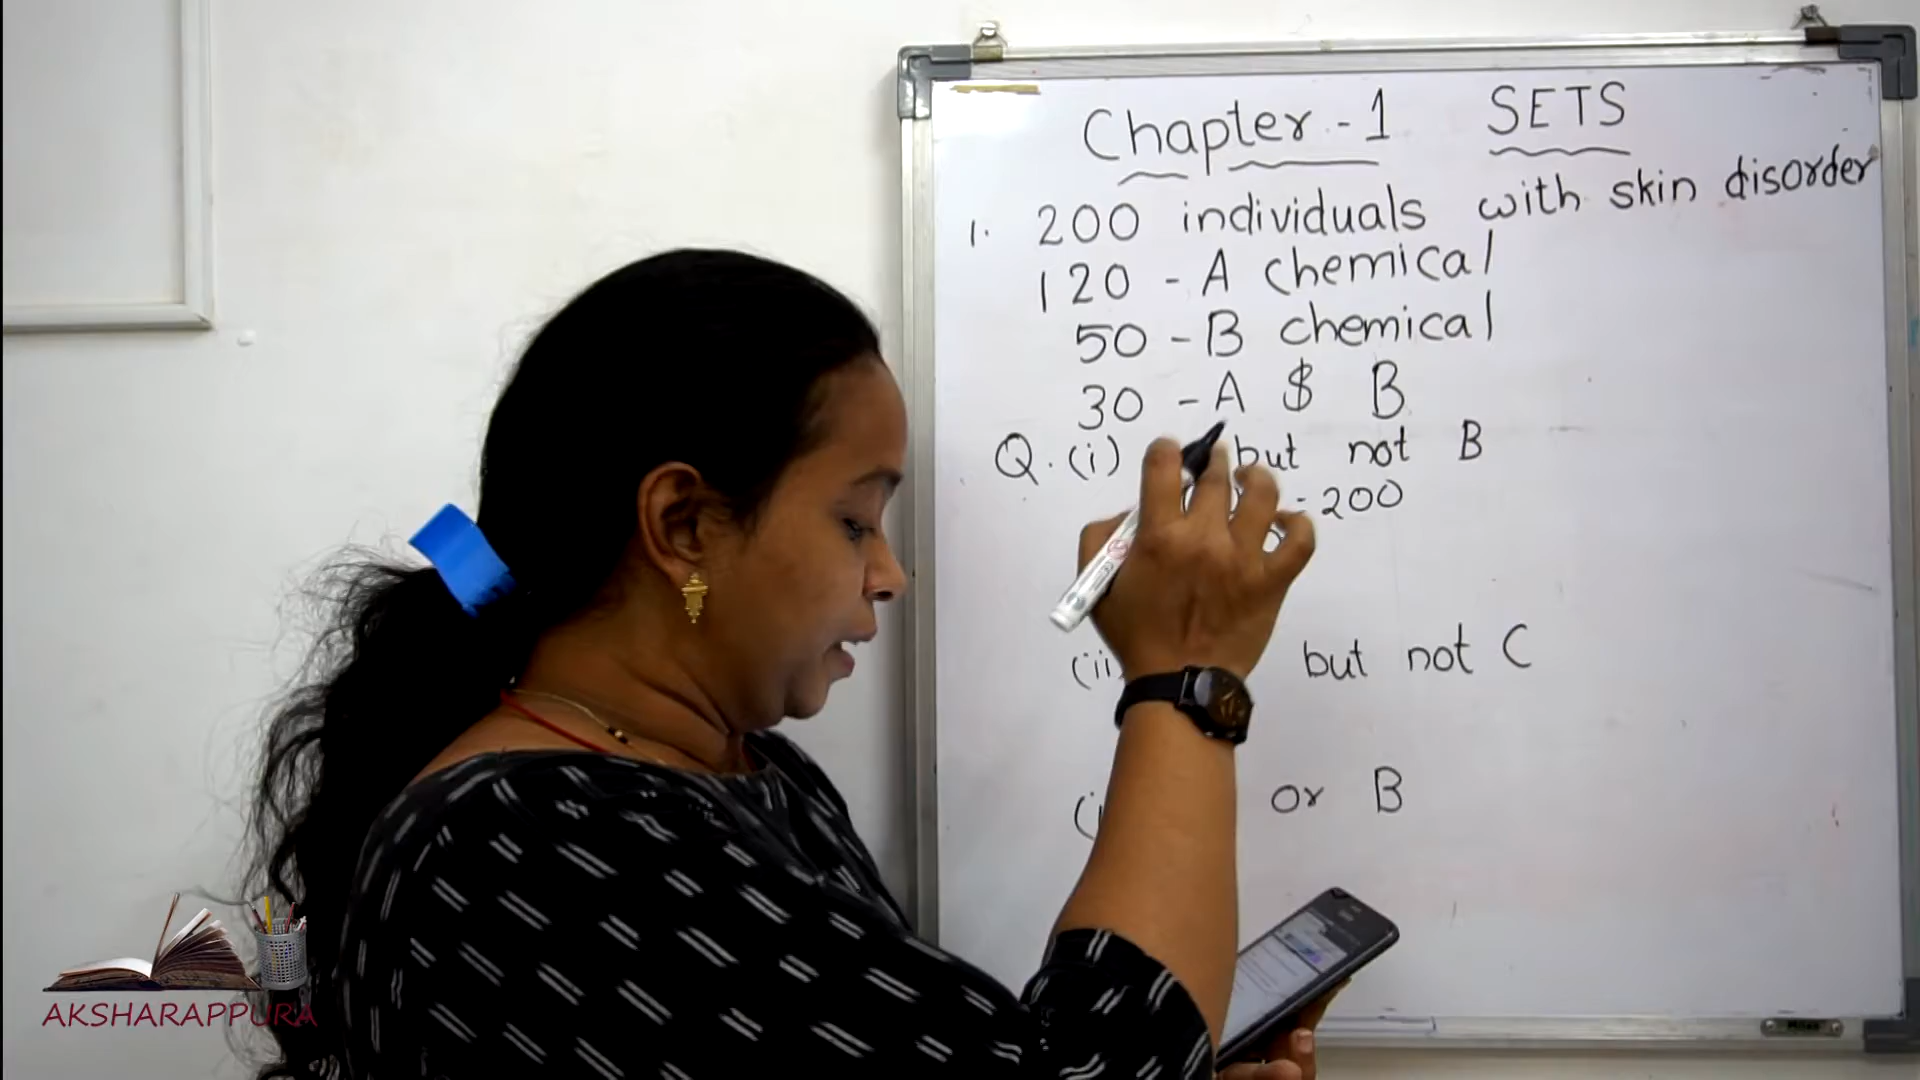 Chapter - 1 SETS
1. 200 individuals with skin disorder
120 - A chemical
50 - B chemical
30 - A $ B
Q. (i) but not B
- 200
(ii) but not C
or B
AKSHARAPPURA